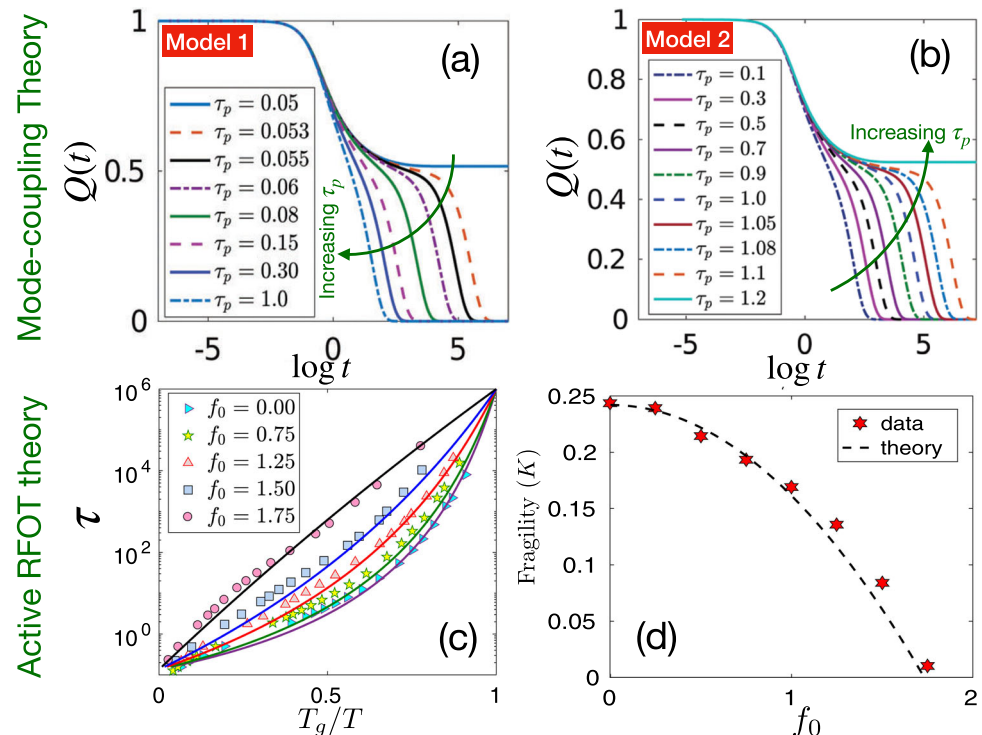 Mode-coupling Theory
Model 1
(a)
Q(t)
1
0.5
0
τp = 0.05
τp = 0.053
τp = 0.055
τp = 0.06
τp = 0.08
τp = 0.15
τp = 0.30
τp = 1.0
Increasing τp
-5 0 5
log t
Model 2
(b)
Q(t)
1
0.8
0.6
0.4
0.2
0
τp = 0.1
τp = 0.3
τp = 0.5
τp = 0.7
τp = 0.9
τp = 1.0
τp = 1.05
τp = 1.08
τp = 1.1
τp = 1.2
Increasing τp
-5 0 5
log t
Active RFOT theory
τ
10^6
10^4
10^2
10^0
f0 = 0.00
f0 = 0.75
f0 = 1.25
f0 = 1.50
f0 = 1.75
(c)
0 0.5 1
Tg/T
Fragility (K)
0.25
0.2
0.15
0.1
0.05
0
data
theory
(d)
0 1 2
f0